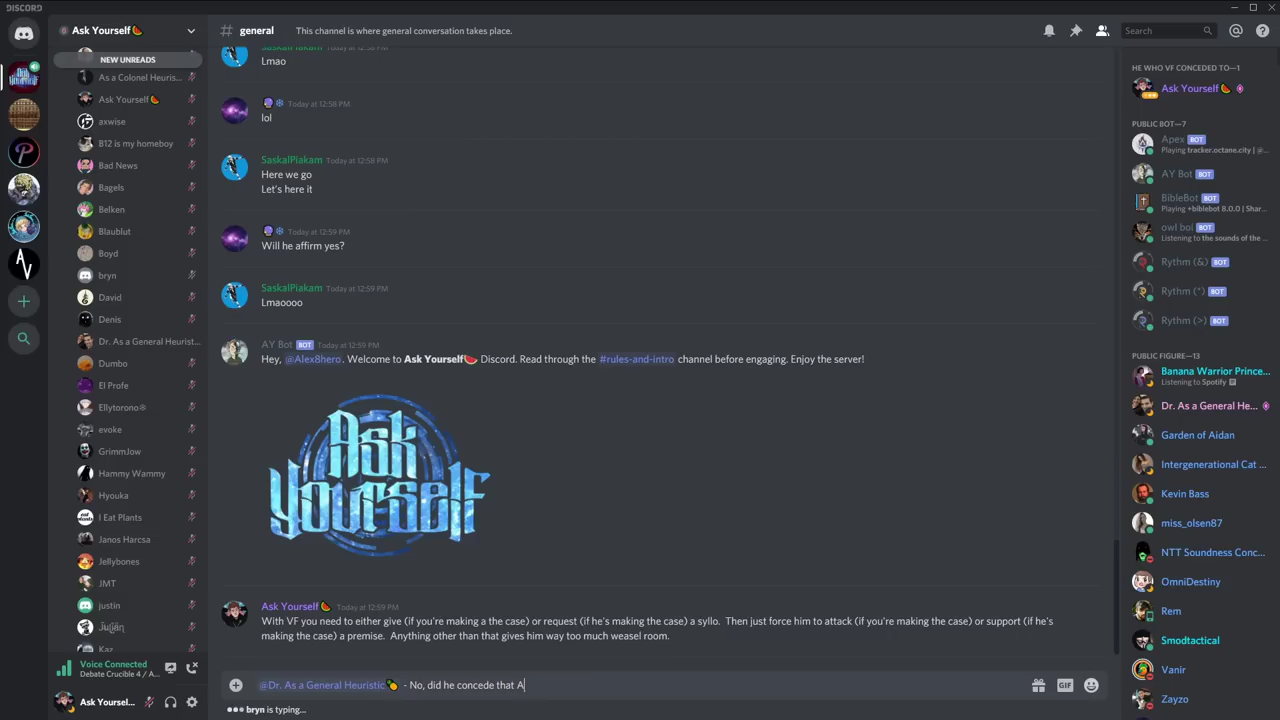 DISCORD
Ask Yourself🍉
# general
This channel is where general conversation takes place.
Search
NEW UNREADS
As a Colonel Heuris...
Ask Yourself🍉
axwise
B12 is my homeboy
Bad News
Bagels
Belken
Blaublut
Boyd
bryn
David
Denis
Dr. As a General Heurist...
Dumbo
El Profe
Ellytorono®
evoke
GrimmJow
Hammy Wammy
Hyouka
I Eat Plants
Janos Harcsa
Jellybones
JMT
justin
Julian
Kaz
Voice Connected
Debate Crucible 4 / A...
Ask Yoursel...
SaskalPiakam Today at 12:58 PM
Lmao
Today at 12:58 PM
lol
SaskalPiakam Today at 12:58 PM
Here we go
Let's here it
Today at 12:59 PM
Will he affirm yes?
SaskalPiakam Today at 12:59 PM
Lmaoooo
AY Bot BOT Today at 12:59 PM
Hey, @Alex8hero. Welcome to Ask Yourself🍉 Discord. Read through the #rules-and-intro channel before engaging. Enjoy the server!
Ask
Yourself
Ask Yourself🍉 Today at 12:59 PM
With VF you need to either give (if you're making a the case) or request (if he's making the case) a syllo. Then just force him to attack (if you're making the case) or support (if he's
making the case) a premise. Anything other than that gives him way too much weasel room.
@Dr. As a General Heuristic🍍 - No, did he concede that A
GIF
bryn is typing...
HE WHO VF CONCEDED TO—1
Ask Yourself🍉
PUBLIC BOT—7
Apex BOT
Playing tracker.octane.city | @...
AY Bot BOT
BibleBot BOT
Playing +biblebot 8.0.0 | Shar...
owl boi BOT
Listening to the sounds of the ...
Rythm (&) BOT
Rythm (*) BOT
Rythm (>) BOT
PUBLIC FIGURE—13
Banana Warrior Prince...
Listening to Spotify
Dr. As a General He...
Garden of Aidan
Intergenerational Cat ...
Kevin Bass
miss_olsen87
NTT Soundness Conc...
OmniDestiny
Rem
Smodtactical
Vanir
Zayzo